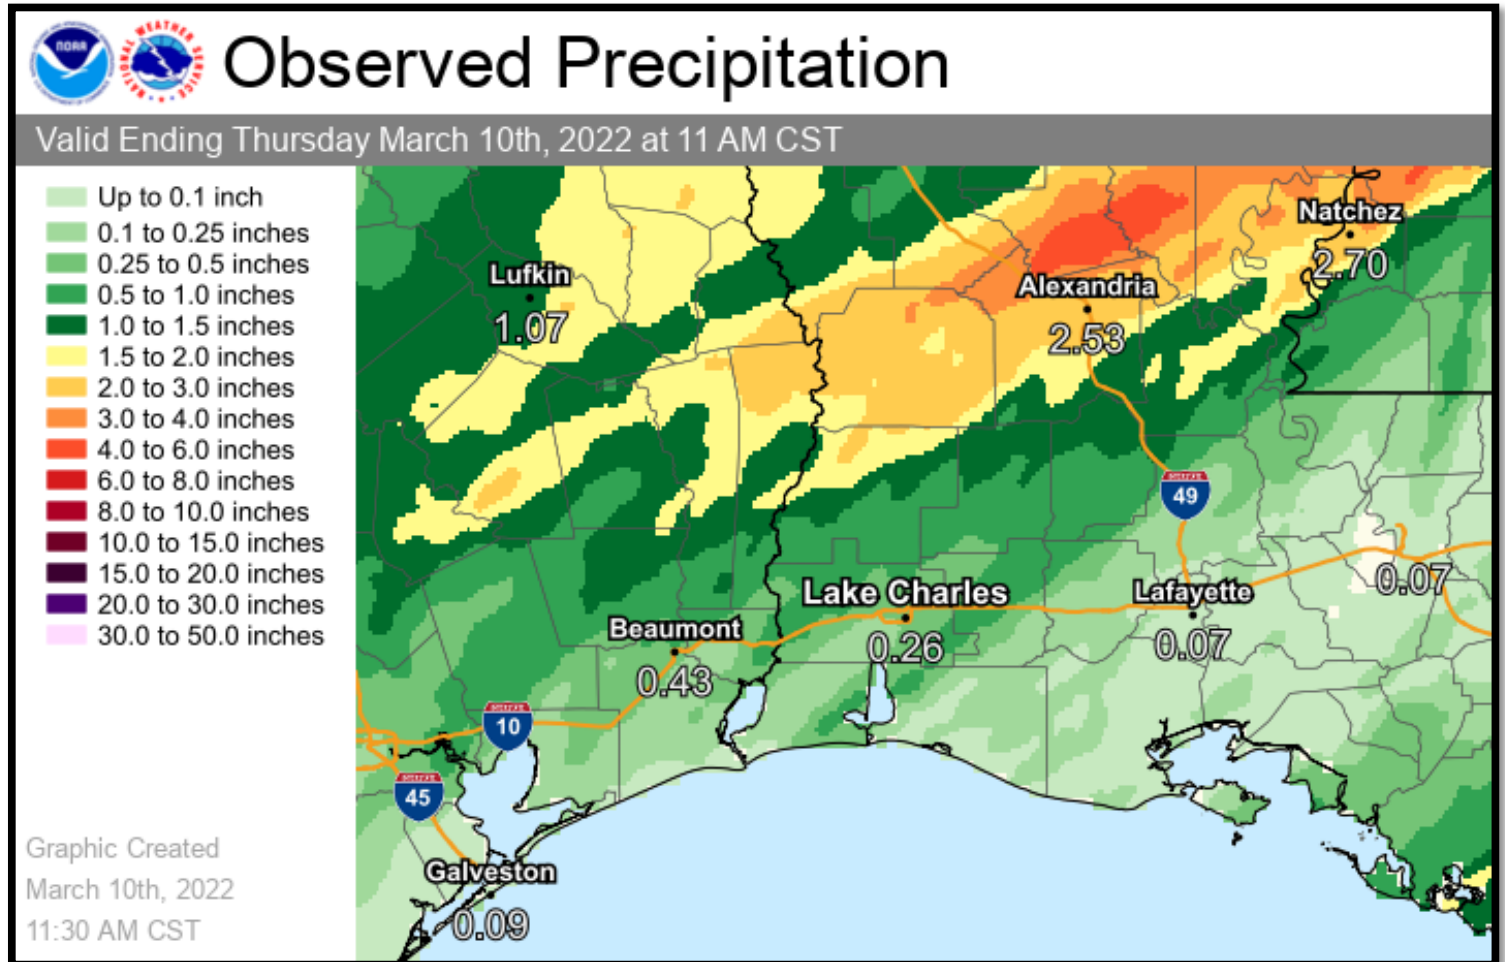 NOAA
NATIONAL WEATHER SERVICE
Observed Precipitation
Valid Ending Thursday March 10th, 2022 at 11 AM CST
Up to 0.1 inch
0.1 to 0.25 inches
0.25 to 0.5 inches
0.5 to 1.0 inches
1.0 to 1.5 inches
1.5 to 2.0 inches
2.0 to 3.0 inches
3.0 to 4.0 inches
4.0 to 6.0 inches
6.0 to 8.0 inches
8.0 to 10.0 inches
10.0 to 15.0 inches
15.0 to 20.0 inches
20.0 to 30.0 inches
30.0 to 50.0 inches
Graphic Created
March 10th, 2022
11:30 AM CST
Natchez
2.70
Lufkin
1.07
Alexandria
2.53
49
0.07
Lake Charles
0.26
Lafayette
0.07
Beaumont
0.43
10
45
Galveston
0.09